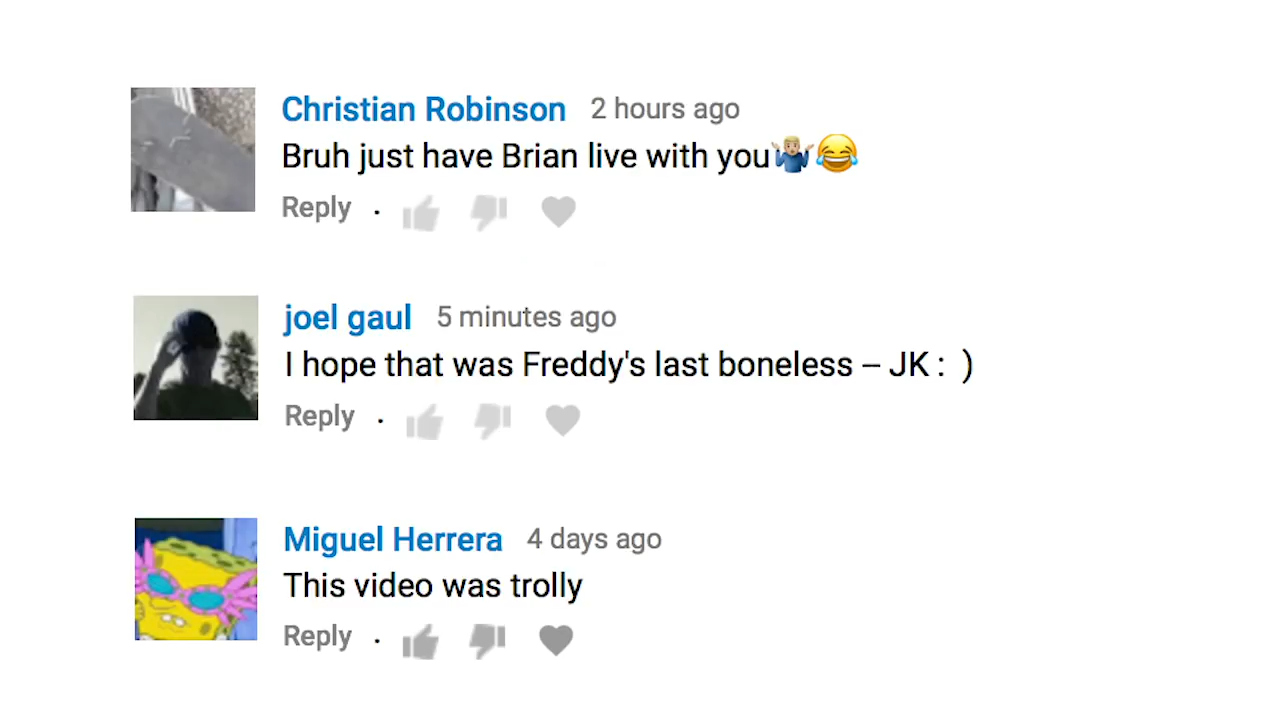 Christian Robinson 2 hours ago
Bruh just have Brian live with you🤷🏼‍♂️😂
Reply .
joel gaul 5 minutes ago
I hope that was Freddy's last boneless – JK : )
Reply .
Miguel Herrera 4 days ago
This video was trolly
Reply .